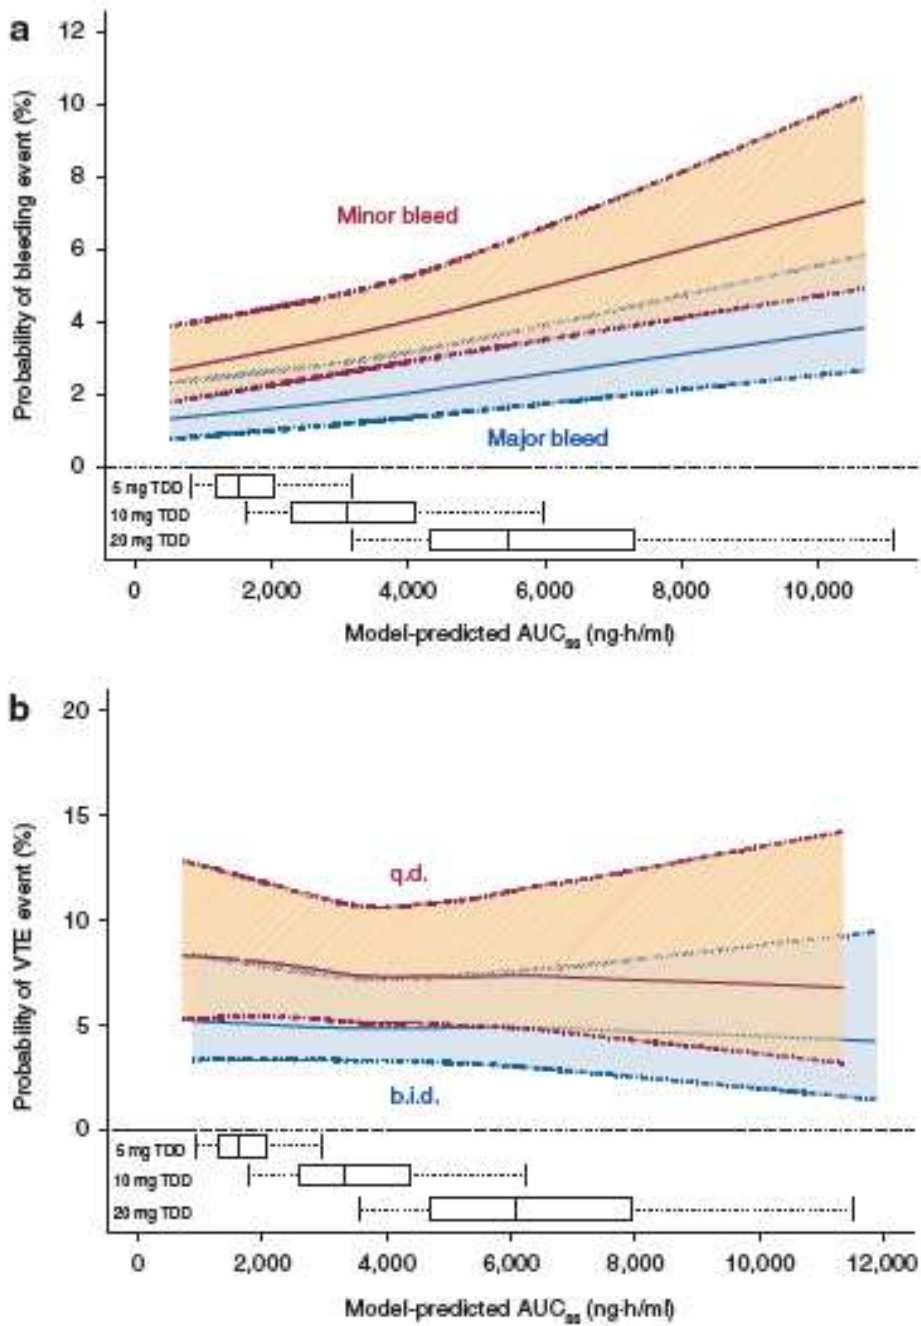 a
Probability of bleeding event (%)
12
10
8
6
4
2
0
Minor bleed
Major bleed
5 mg TDD
10 mg TDD
20 mg TDD
0 2,000 4,000 6,000 8,000 10,000
Model-predicted AUCss (ng·h/ml)
b
Probability of VTE event (%)
20
15
10
5
0
q.d.
b.i.d.
5 mg TDD
10 mg TDD
20 mg TDD
0 2,000 4,000 6,000 8,000 10,000 12,000
Model-predicted AUCss (ng·h/ml)